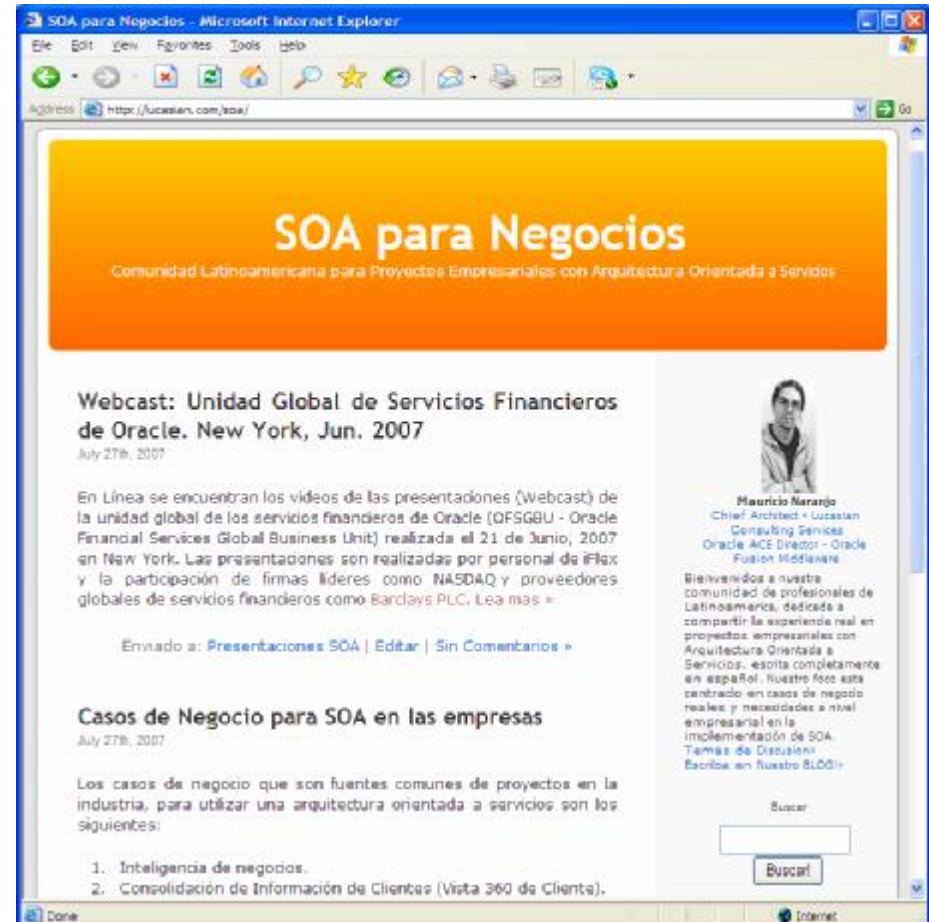 SOA para Negocios - Microsoft Internet Explorer
File Edit View Favorites Tools Help
Address http://lucasian.com/soa/ Go
SOA para Negocios
Comunidad Latinoamericana para Proyectos Empresariales con Arquitectura Orientada a Servicios
Webcast: Unidad Global de Servicios Financieros
de Oracle. New York, Jun. 2007
July 27th, 2007
En Línea se encuentran los videos de las presentaciones (Webcast) de
la unidad global de los servicios financieros de Oracle (OFSGBU - Oracle
Financial Services Global Business Unit) realizada el 21 de Junio, 2007
en New York. Las presentaciones son realizadas por personal de iFlex
y la participación de firmas líderes como NASDAQ y proveedores
globales de servicios financieros como Barclays PLC. Lea mas »
Enviado a: Presentaciones SOA | Editar | Sin Comentarios »
Casos de Negocio para SOA en las empresas
July 27th, 2007
Los casos de negocio que son fuentes comunes de proyectos en la
industria, para utilizar una arquitectura orientada a servicios son los
siguientes:
1. Inteligencia de negocios.
2. Consolidación de Información de Clientes (Vista 360 de Cliente).
Mauricio Naranjo
Chief Architect - Lucasian
Consulting Services
Oracle ACE Director - Oracle
Fusion Middleware
Bienvenidos a nuestra
comunidad de profesionales de
Latinoamerica, dedicada a
compartir la experiencia real en
proyectos empresariales con
Arquitectura Orientada a
Servicios, escrita completamente
en español. Nuestro foco esta
centrado en casos de negocio
reales y necesidades a nivel
empresarial en la
implementación de SOA.
Temas de Discusion»
Escriba en Nuestro BLOG!»
Buscar
Buscar!
Done Internet